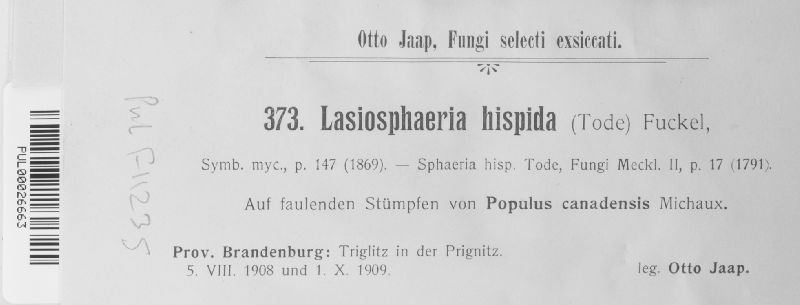 Otto Jaap, Fungi selecti exsiccati.
373. Lasiosphaeria hispida (Tode) Fuckel,
Symb. myc., p. 147 (1869). — Sphaeria hisp. Tode, Fungi Meckl. II, p. 17 (1791).
Auf faulenden Stümpfen von Populus canadensis Michaux.
Prov. Brandenburg: Triglitz in der Prignitz.
5. VIII. 1908 und 1. X. 1909.
leg. Otto Jaap.
PUL00026663
PUL F11235